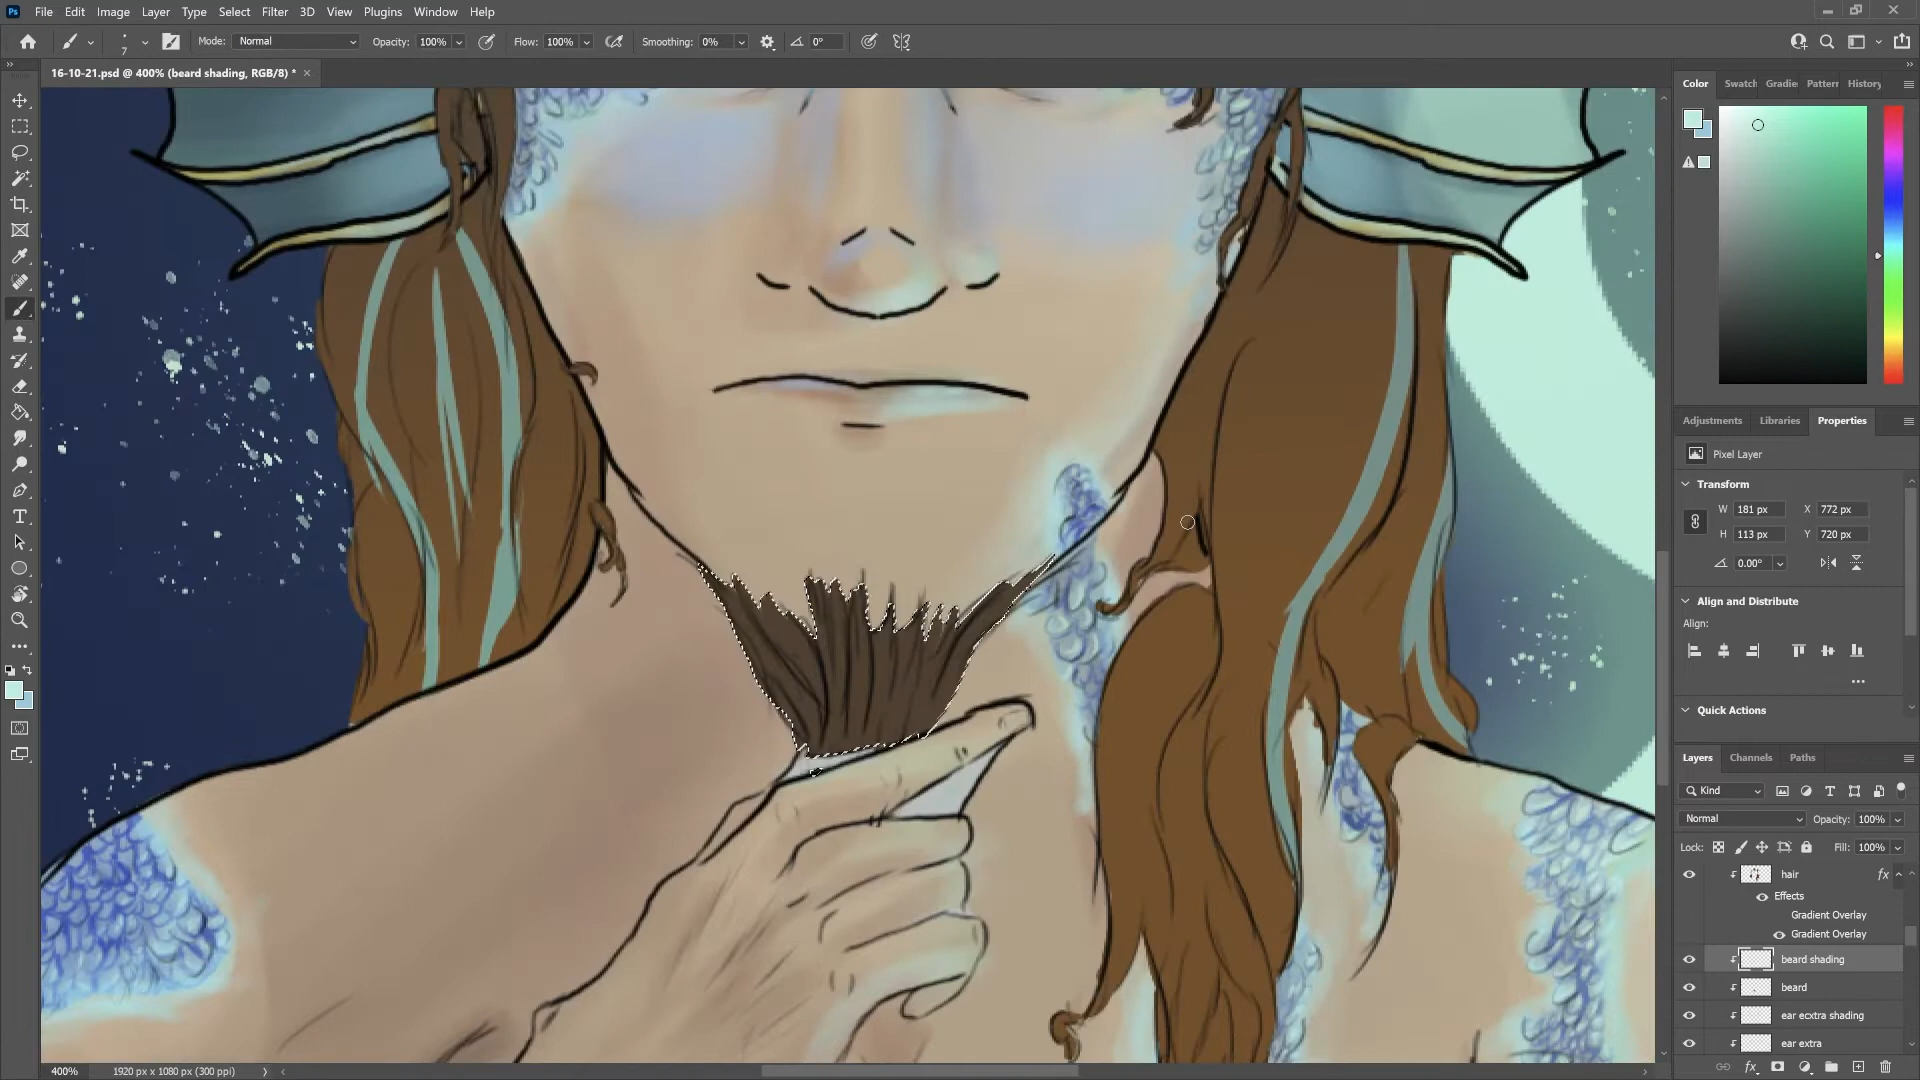 Ps File Edit Image Layer Type Select Filter 3D View Plugins Window Help
7 Mode: Normal Opacity: 100% Flow: 100% Smoothing: 0% 0°
16-10-21.psd @ 400% (beard shading, RGB/8) * ×
Color Swatch Gradie Patterr History
Adjustments Libraries Properties
Pixel Layer
Transform
W 181 px X 772 px
H 113 px Y 720 px
0.00°
Align and Distribute
Align:
Quick Actions
Layers Channels Paths
Kind
Normal Opacity: 100%
Lock: Fill: 100%
hair fx
Effects
Gradient Overlay
Gradient Overlay
beard shading
beard
ear ecxtra shading
ear extra
fx
400% 1920 px x 1080 px (300 ppi)